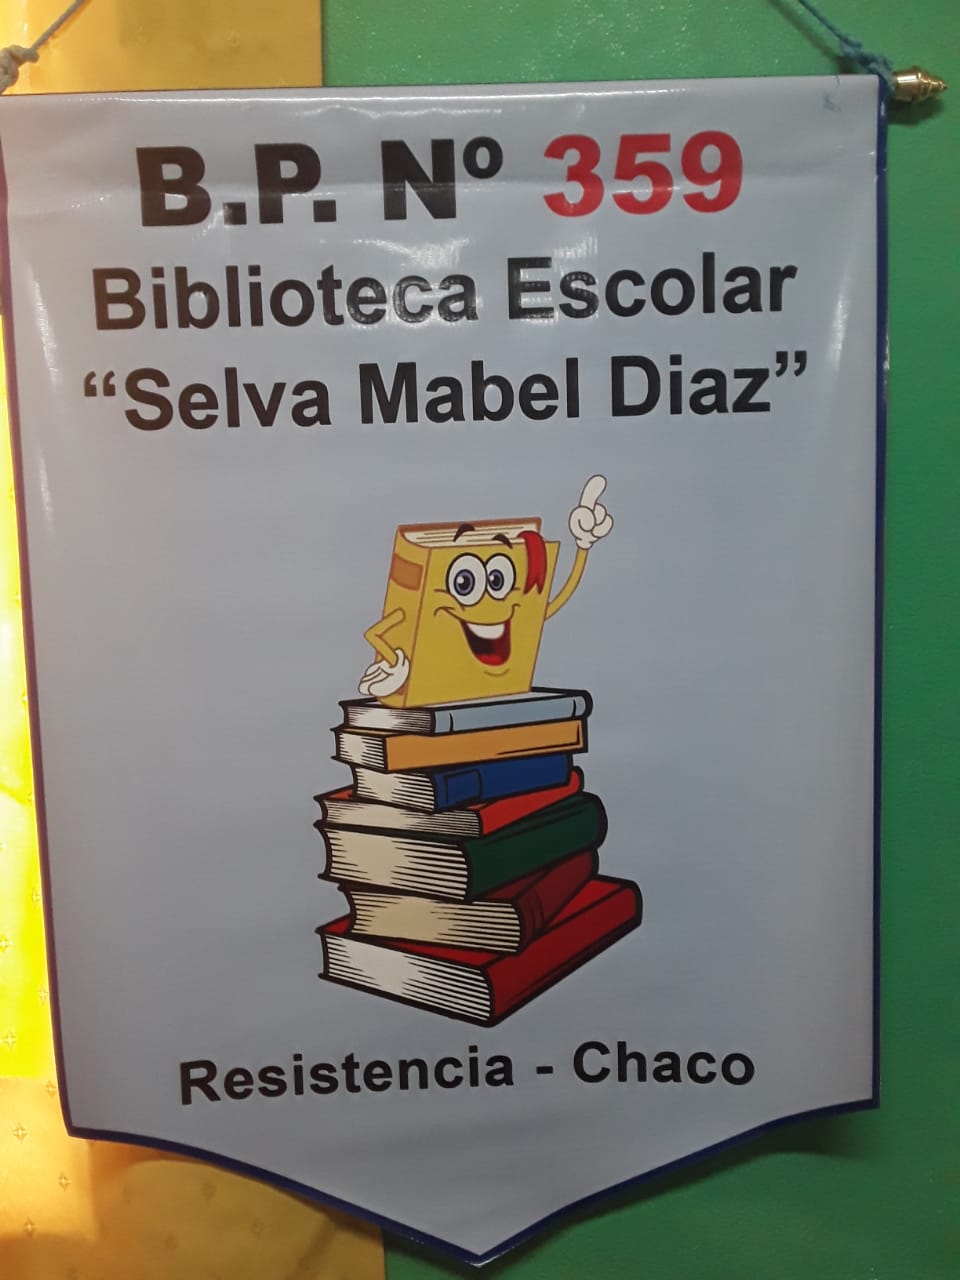 B.P. Nº 359
Biblioteca Escolar
“Selva Mabel Diaz”
Resistencia - Chaco